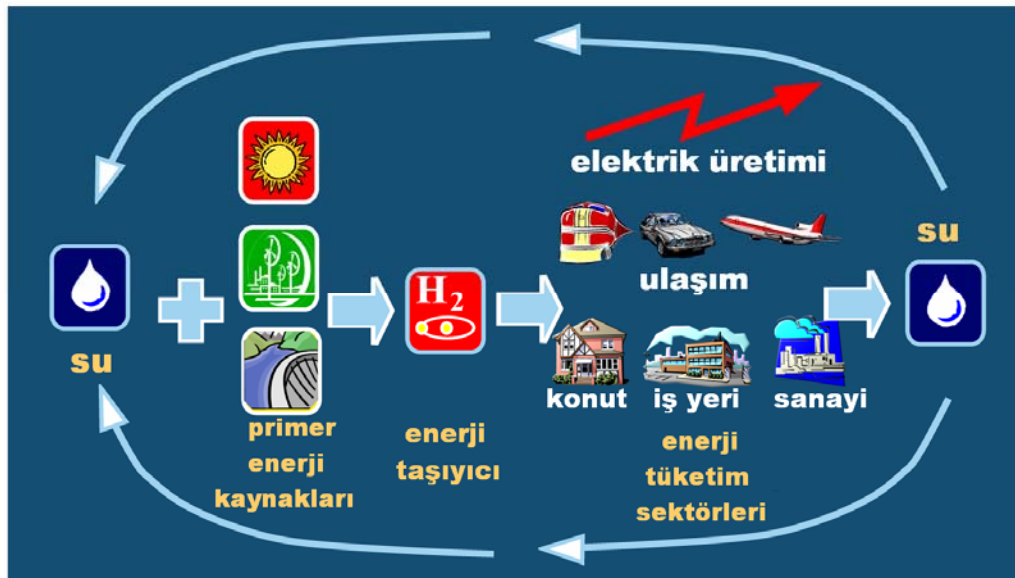 su
primer
enerji
kaynakları
H2
enerji
taşıyıcı
elektrik üretimi
ulaşım
konut iş yeri sanayi
enerji
tüketim
sektörleri
su